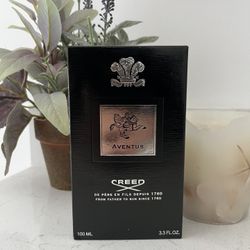 AVENTUS
CREED
DE PÈRE EN FILS DEPUIS 1760
FROM FATHER TO SON SINCE 1760
100 ML
3.3 FL.OZ.